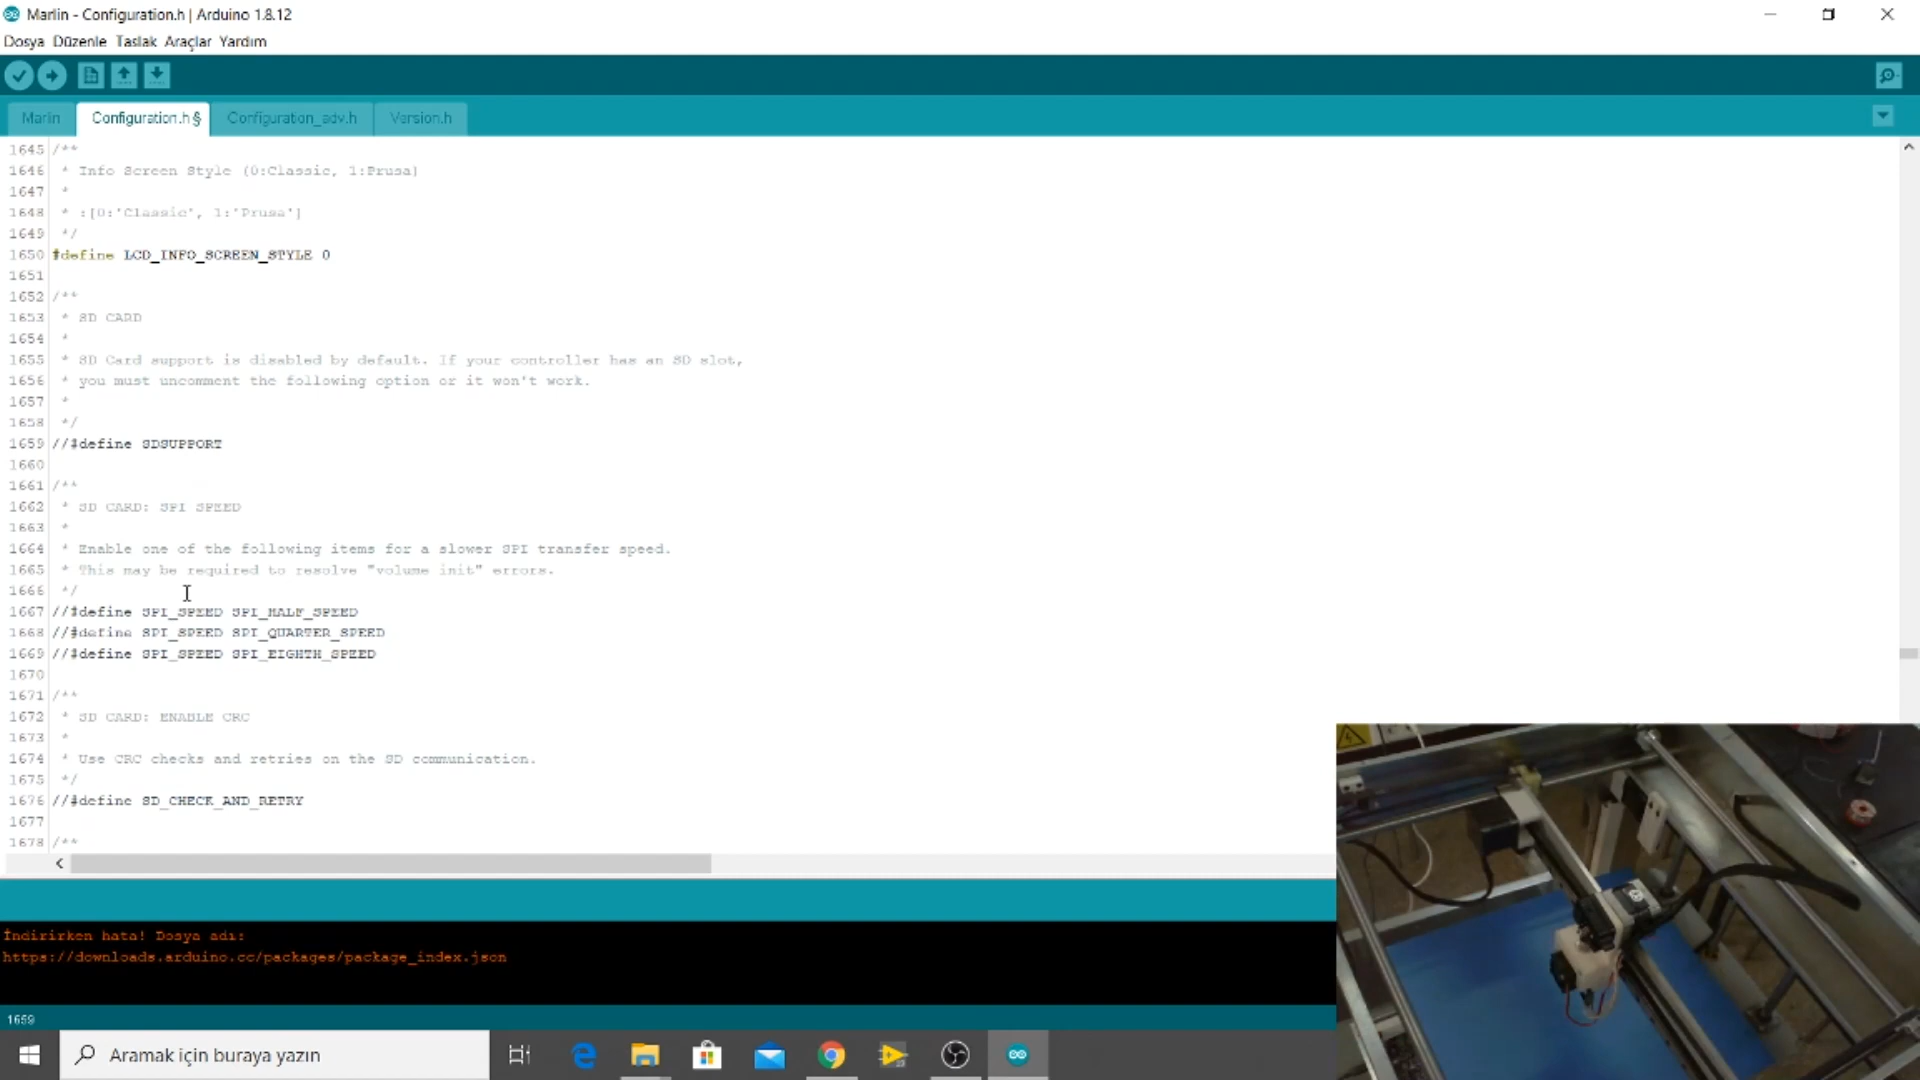 Marlin - Configuration.h | Arduino 1.8.12
Dosya Düzenle Taslak Araçlar Yardım
Marlin Configuration.h § Configuration_adv.h Version.h
1645 /**
1646 * Info Screen Style (0:Classic, 1:Prusa)
1647 *
1648 * :[0:'Classic', 1:'Prusa']
1649 */
1650 #define LCD_INFO_SCREEN_STYLE 0
1651
1652 /**
1653 * SD CARD
1654 *
1655 * SD Card support is disabled by default. If your controller has an SD slot,
1656 * you must uncomment the following option or it won't work.
1657 *
1658 */
1659 //#define SDSUPPORT
1660
1661 /**
1662 * SD CARD: SPI SPEED
1663 *
1664 * Enable one of the following items for a slower SPI transfer speed.
1665 * This may be required to resolve "volume init" errors.
1666 */
1667 //#define SPI_SPEED SPI_HALF_SPEED
1668 //#define SPI_SPEED SPI_QUARTER_SPEED
1669 //#define SPI_SPEED SPI_EIGHTH_SPEED
1670
1671 /**
1672 * SD CARD: ENABLE CRC
1673 *
1674 * Use CRC checks and retries on the SD communication.
1675 */
1676 //#define SD_CHECK_AND_RETRY
1677
1678 /**
İndirirken hata! Dosya adı:
https://downloads.arduino.cc/packages/package_index.json
1659
Aramak için buraya yazın